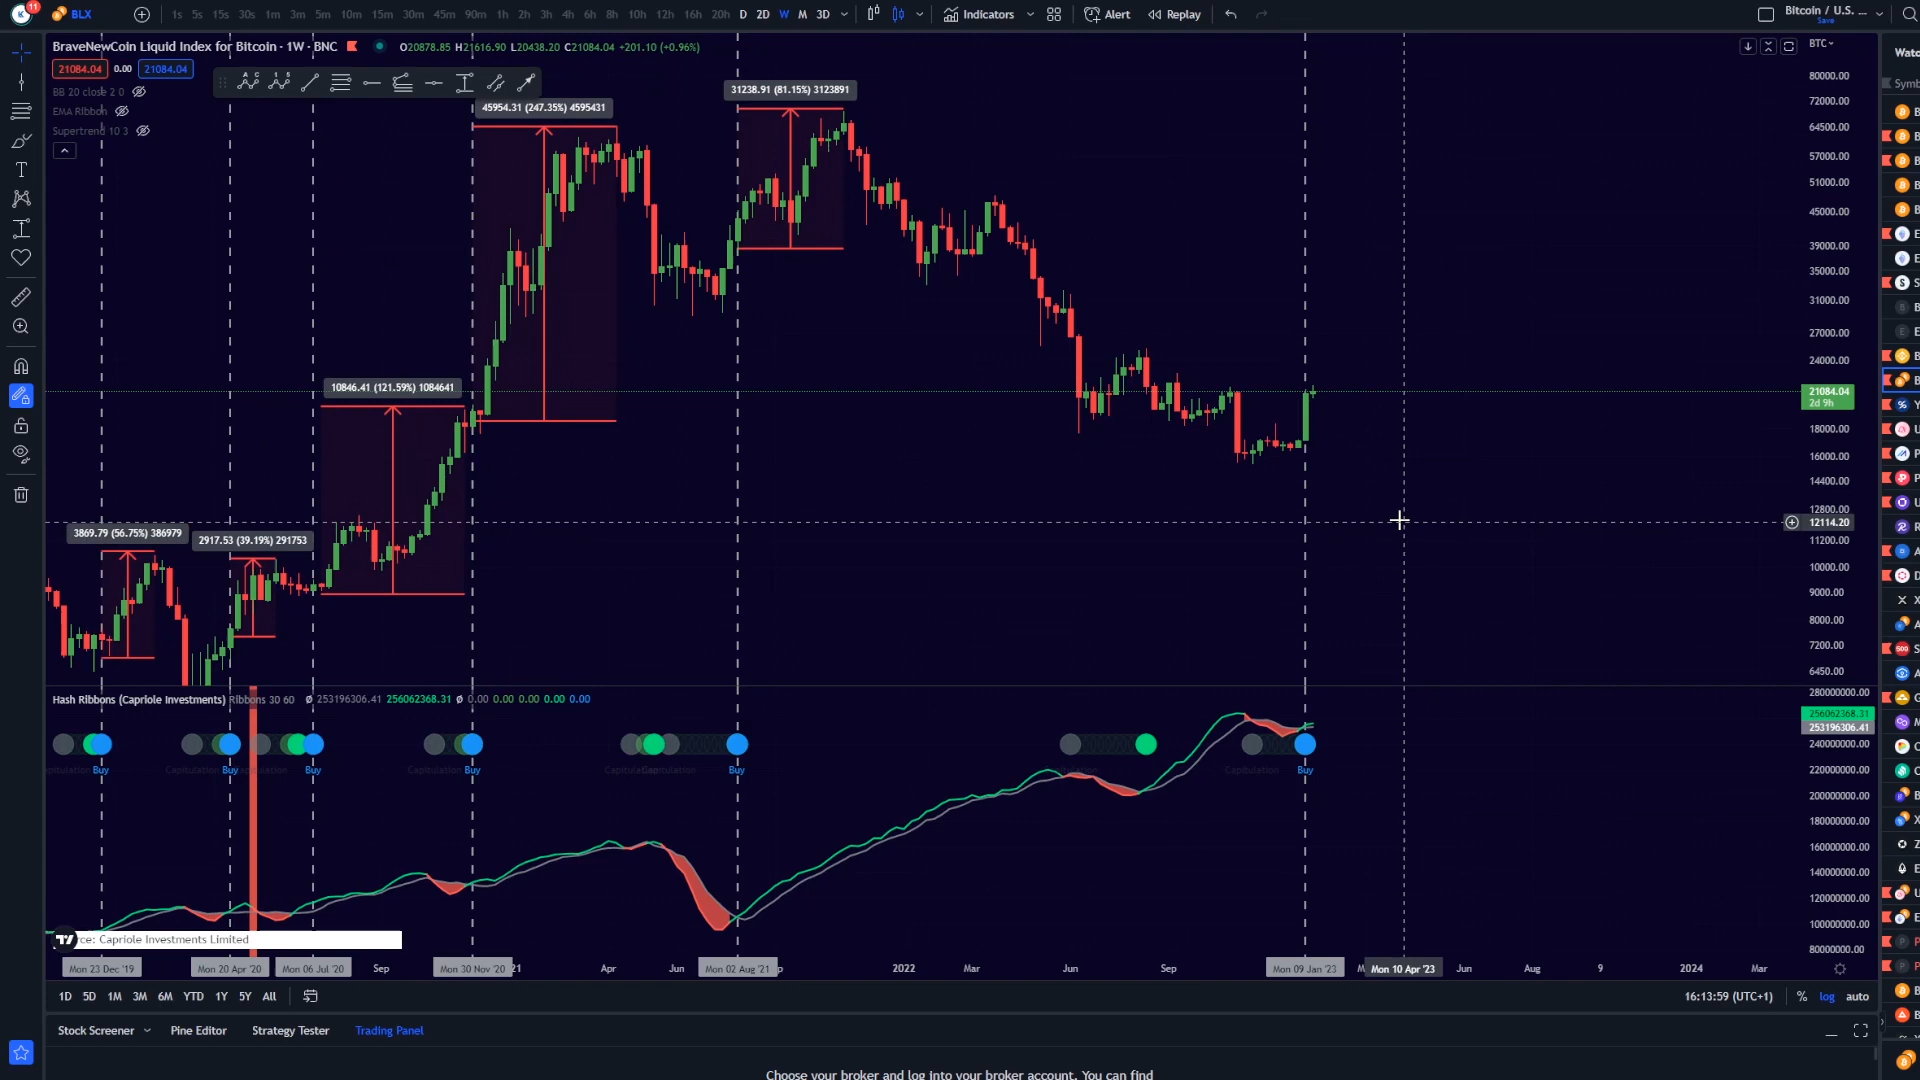 11
BLX
1s 5s 15s 30s 1m 3m 5m 10m 15m 30m 45m 90m 1h 2h 3h 4h 6h 8h 10h 12h 16h 20h D 2D W M 3D
Indicators
Alert
Replay
Bitcoin / U.S. ...
Save
BraveNewCoin Liquid Index for Bitcoin · 1W · BNC
O20878.85 H21616.90 L20438.20 C21084.04 +201.10 (+0.96%)
BTC
Watc
21084.04 0.00 21084.04
BB 20 close 2 0
EMA Ribbon
Supertrend 10 3
Symb
45954.31 (247.35%) 4595431
31238.91 (81.15%) 3123891
10846.41 (121.59%) 1084641
3869.79 (56.75%) 386979
2917.53 (39.19%) 291753
80000.00
72000.00
64500.00
57000.00
51000.00
45000.00
39000.00
35000.00
31000.00
27000.00
24000.00
21084.04
2d 9h
18000.00
16000.00
14400.00
12800.00
12114.20
11200.00
10000.00
9000.00
8000.00
7200.00
6450.00
Hash Ribbons (Capriole Investments) Ribbons 30 60 Ø 253196306.41 256062368.31 Ø 0.00 0.00 0.00 0.00 0.00
280000000.00
256062368.31
253196306.41
240000000.00
220000000.00
200000000.00
180000000.00
160000000.00
140000000.00
120000000.00
100000000.00
80000000.00
Buy Buy Buy Buy Buy Buy
Capitulation
rce: Capriole Investments Limited
Mon 23 Dec '19 Mon 20 Apr '20 Mon 06 Jul '20 Sep Mon 30 Nov '20 21 Apr Jun Mon 02 Aug '21 p 2022 Mar Jun Sep Mon 09 Jan '23 M Mon 10 Apr '23 Jun Aug 9 2024 Mar
1D 5D 1M 3M 6M YTD 1Y 5Y All
16:13:59 (UTC+1) % log auto
Stock Screener Pine Editor Strategy Tester Trading Panel
Choose your broker and log into your broker account. You can find